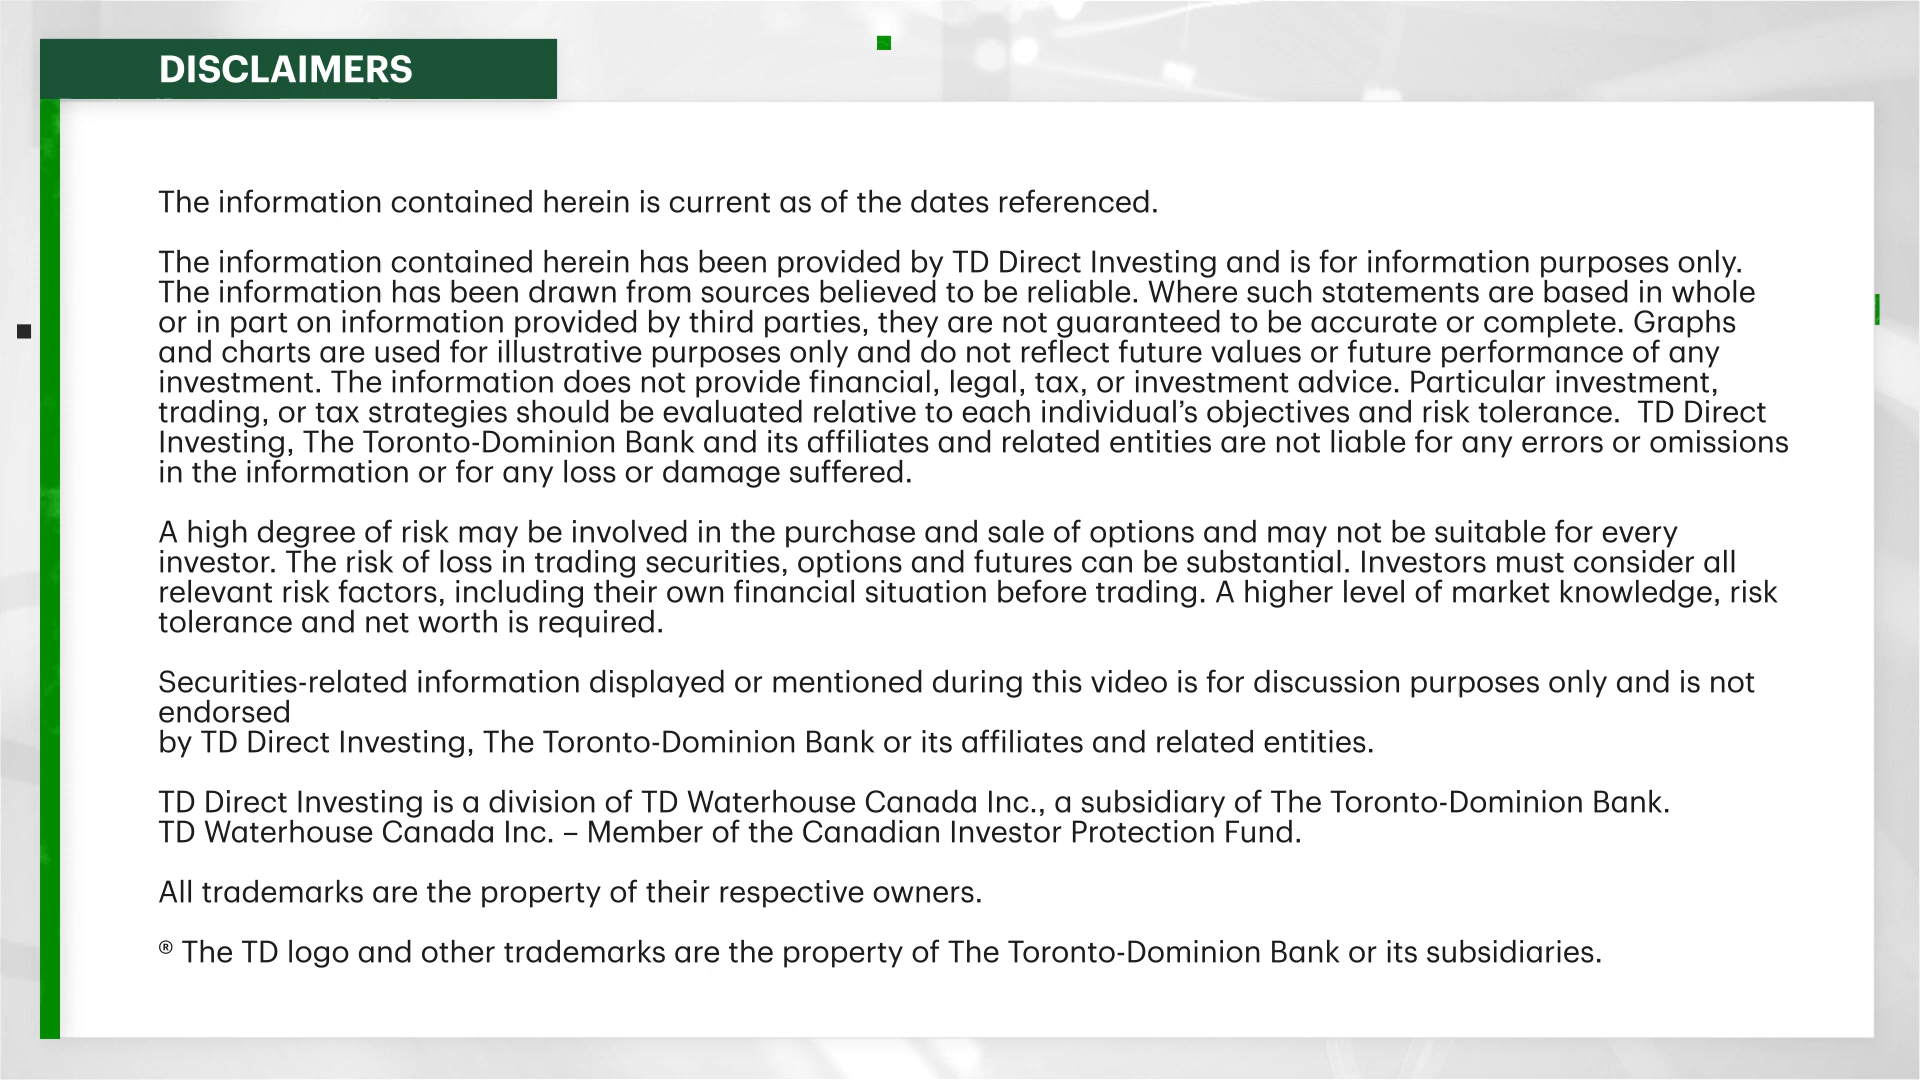 DISCLAIMERS
The information contained herein is current as of the dates referenced.
The information contained herein has been provided by TD Direct Investing and is for information purposes only.
The information has been drawn from sources believed to be reliable. Where such statements are based in whole
or in part on information provided by third parties, they are not guaranteed to be accurate or complete. Graphs
and charts are used for illustrative purposes only and do not reflect future values or future performance of any
investment. The information does not provide financial, legal, tax, or investment advice. Particular investment,
trading, or tax strategies should be evaluated relative to each individual’s objectives and risk tolerance.  TD Direct
Investing, The Toronto-Dominion Bank and its affiliates and related entities are not liable for any errors or omissions
in the information or for any loss or damage suffered.
A high degree of risk may be involved in the purchase and sale of options and may not be suitable for every
investor. The risk of loss in trading securities, options and futures can be substantial. Investors must consider all
relevant risk factors, including their own financial situation before trading. A higher level of market knowledge, risk
tolerance and net worth is required.
Securities-related information displayed or mentioned during this video is for discussion purposes only and is not
endorsed
by TD Direct Investing, The Toronto-Dominion Bank or its affiliates and related entities.
TD Direct Investing is a division of TD Waterhouse Canada Inc., a subsidiary of The Toronto-Dominion Bank.
TD Waterhouse Canada Inc. – Member of the Canadian Investor Protection Fund.
All trademarks are the property of their respective owners.
® The TD logo and other trademarks are the property of The Toronto-Dominion Bank or its subsidiaries.